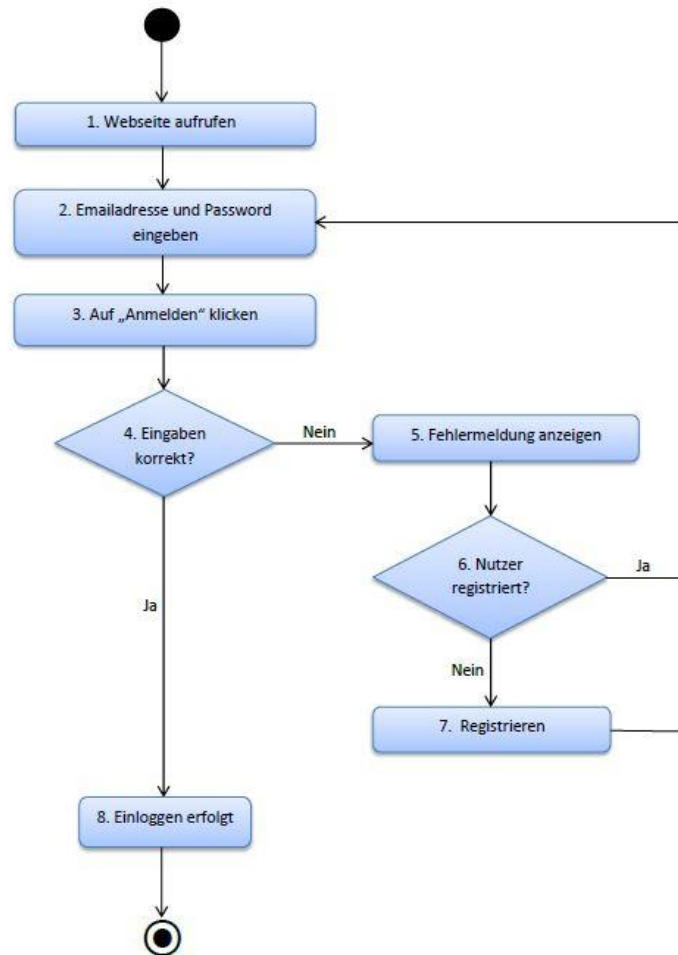 1. Webseite aufrufen
2. Emailadresse und Password
eingeben
3. Auf „Anmelden“ klicken
4. Eingaben
korrekt?
Nein
5. Fehlermeldung anzeigen
6. Nutzer
registriert?
Ja
Ja
Nein
7. Registrieren
8. Einloggen erfolgt